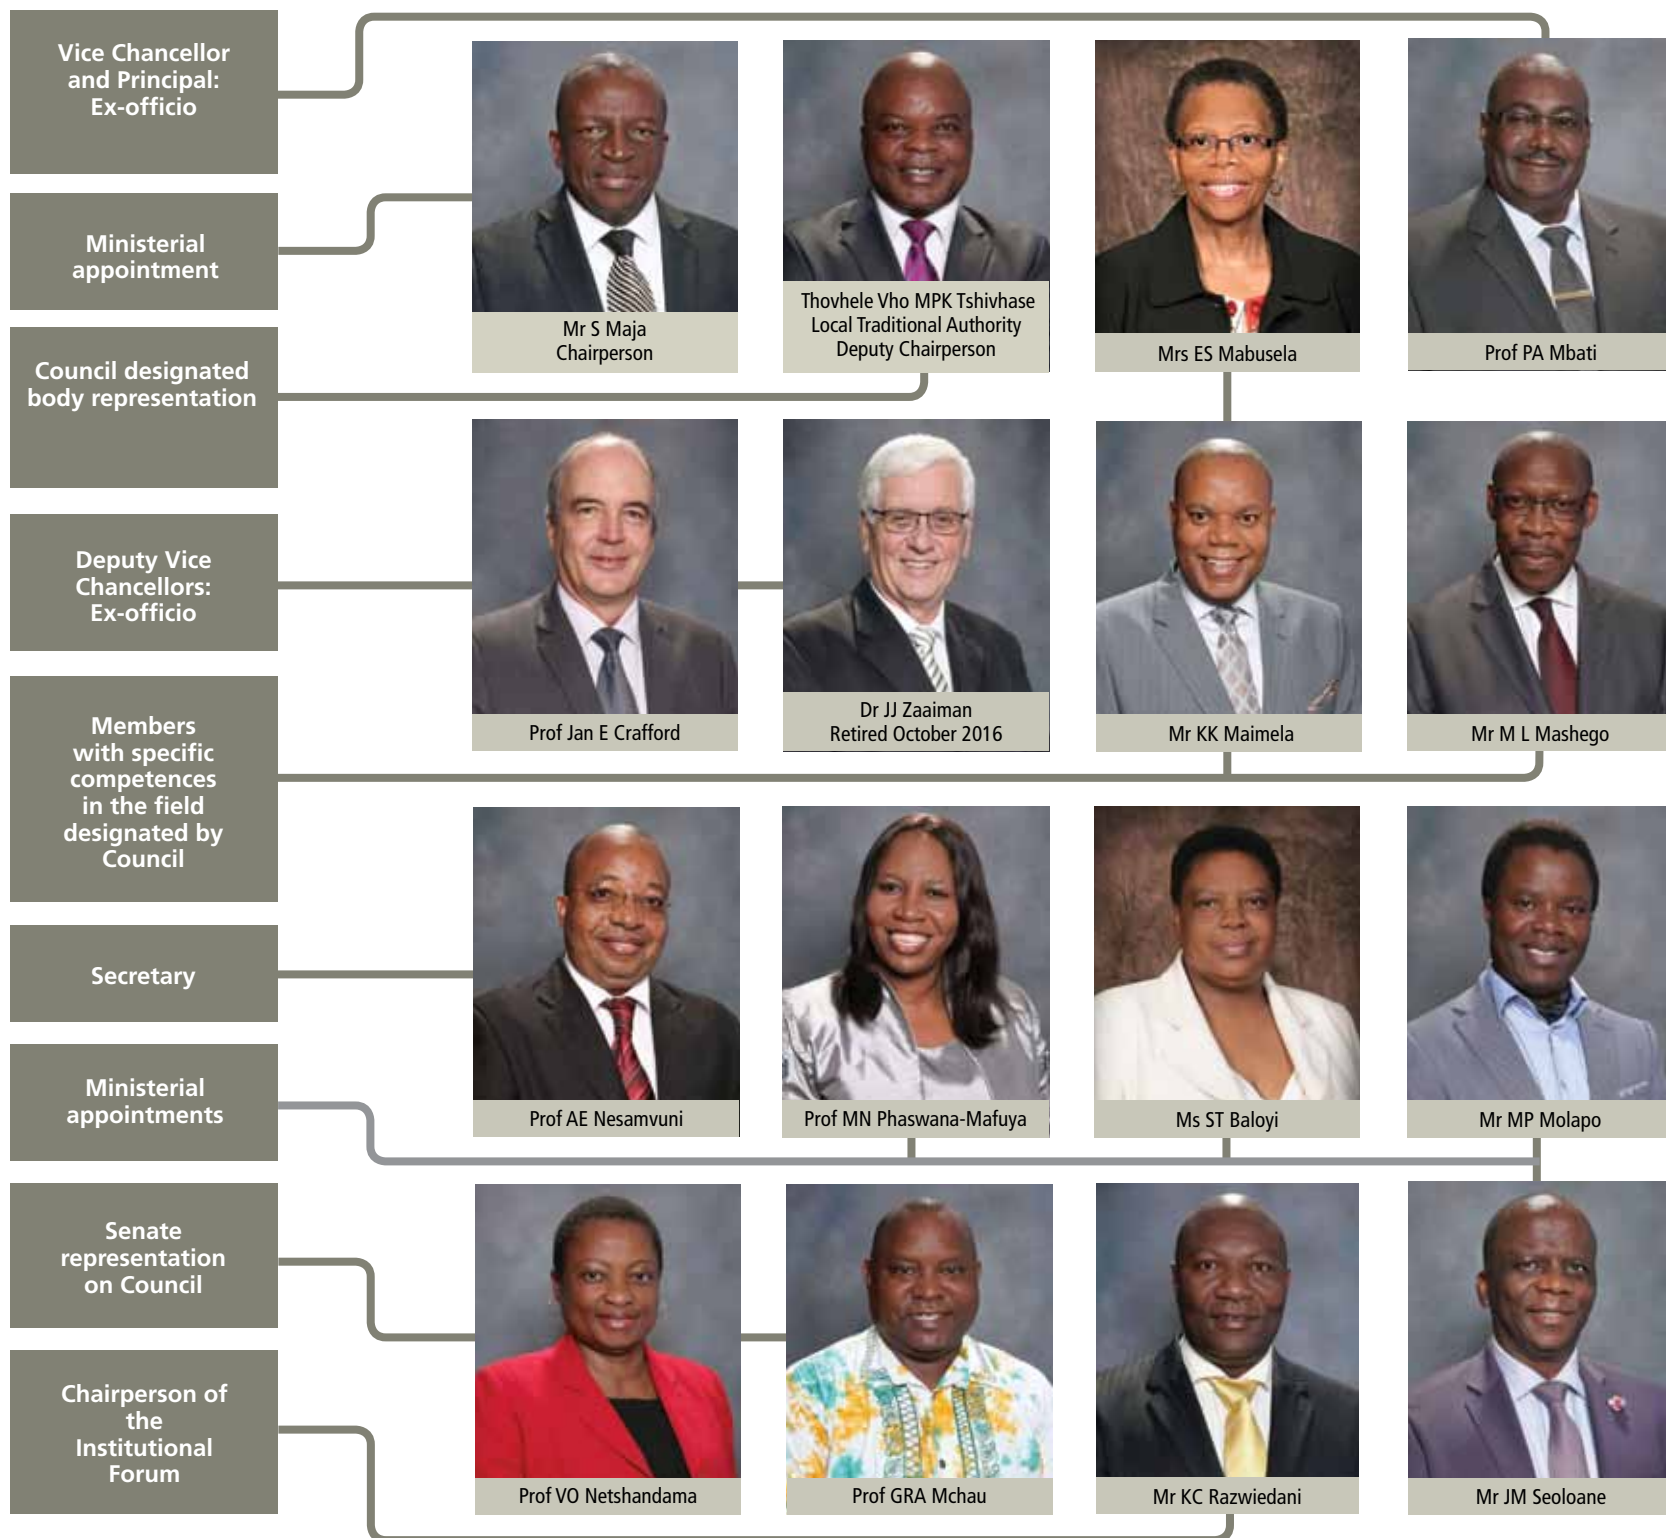 Vice Chancellor
and Principal:
Ex-officio
Ministerial
appointment
Mr S Maja
Chairperson
Thovhele Vho MPK Tshivhase
Local Traditional Authority
Deputy Chairperson
Mrs ES Mabusela
Prof PA Mbati
Council designated
body representation
Deputy Vice
Chancellors:
Ex-officio
Prof Jan E Crafford
Dr JJ Zaaiman
Retired October 2016
Mr KK Maimela
Mr M L Mashego
Members
with specific
competences
in the field
designated by
Council
Secretary
Prof AE Nesamvuni
Prof MN Phaswana-Mafuya
Ms ST Baloyi
Mr MP Molapo
Ministerial
appointments
Senate
representation
on Council
Chairperson of
the
Institutional
Forum
Prof VO Netshandama
Prof GRA Mchau
Mr KC Razwiedani
Mr JM Seoloane